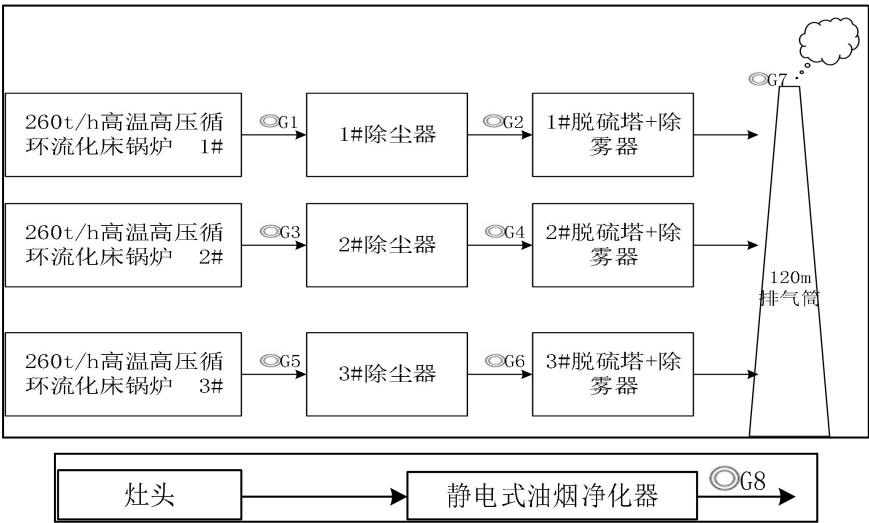 G7
260t/h高温高压循
环流化床锅炉 1#
G1
1#除尘器
G2
1#脱硫塔+除
雾器
260t/h高温高压循
环流化床锅炉 2#
G3
2#除尘器
G4
2#脱硫塔+除
雾器
120m
排气筒
260t/h高温高压循
环流化床锅炉 3#
G5
3#除尘器
G6
3#脱硫塔+除
雾器
灶头
静电式油烟净化器
G8